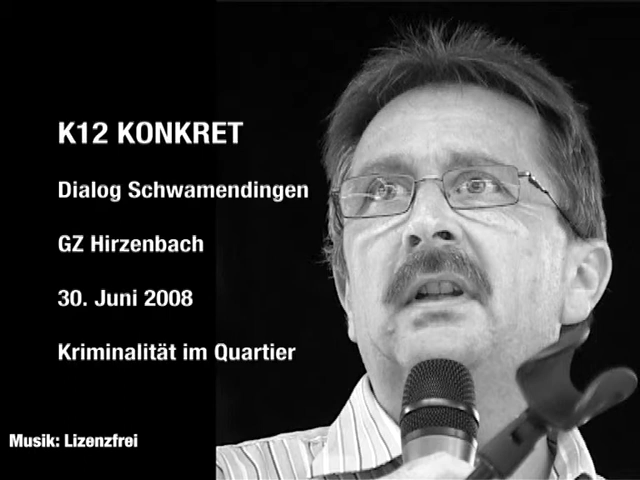 K12 KONKRET
Dialog Schwamendingen
GZ Hirzenbach
30. Juni 2008
Kriminalität im Quartier
Musik: Lizenzfrei